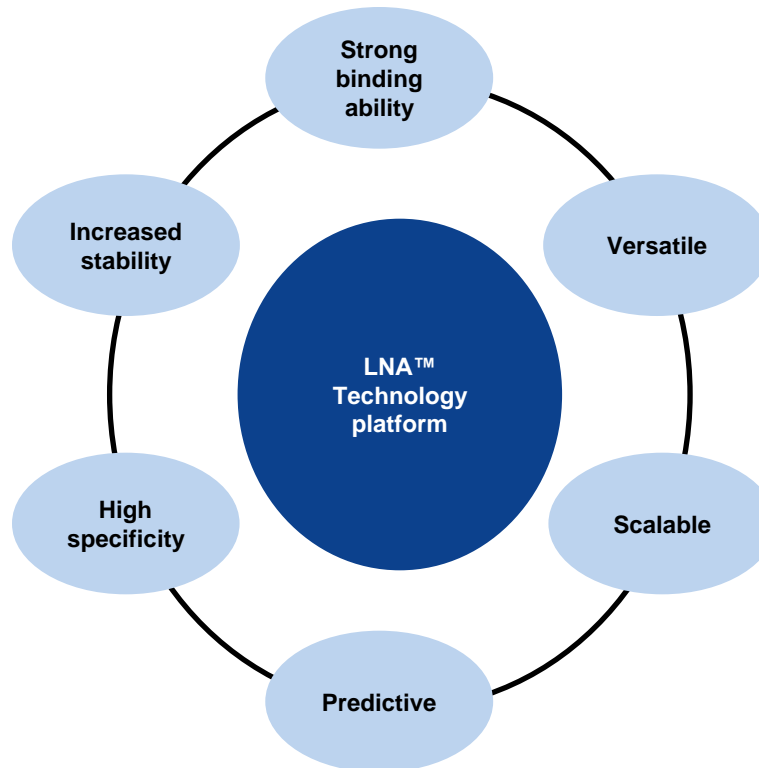 Strong
binding
ability
Increased
stability
Versatile
LNA™
Technology
platform
High
specificity
Scalable
Predictive